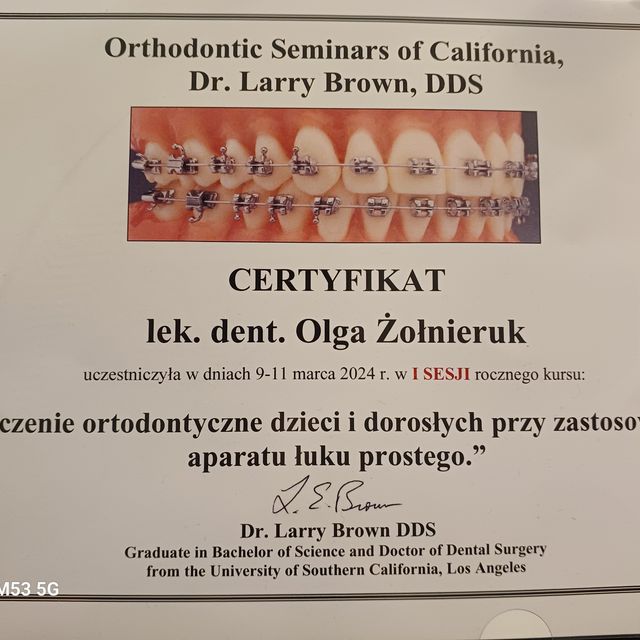 Orthodontic Seminars of California,
Dr. Larry Brown, DDS
CERTYFIKAT
lek. dent. Olga Żołnieruk
uczestniczyła w dniach 9-11 marca 2024 r. w I SESJI rocznego kursu:
czenie ortodontyczne dzieci i dorosłych przy zastosow
aparatu łuku prostego.”
L. E. Brown
Dr. Larry Brown DDS
Graduate in Bachelor of Science and Doctor of Dental Surgery
from the University of Southern California, Los Angeles
M53 5G